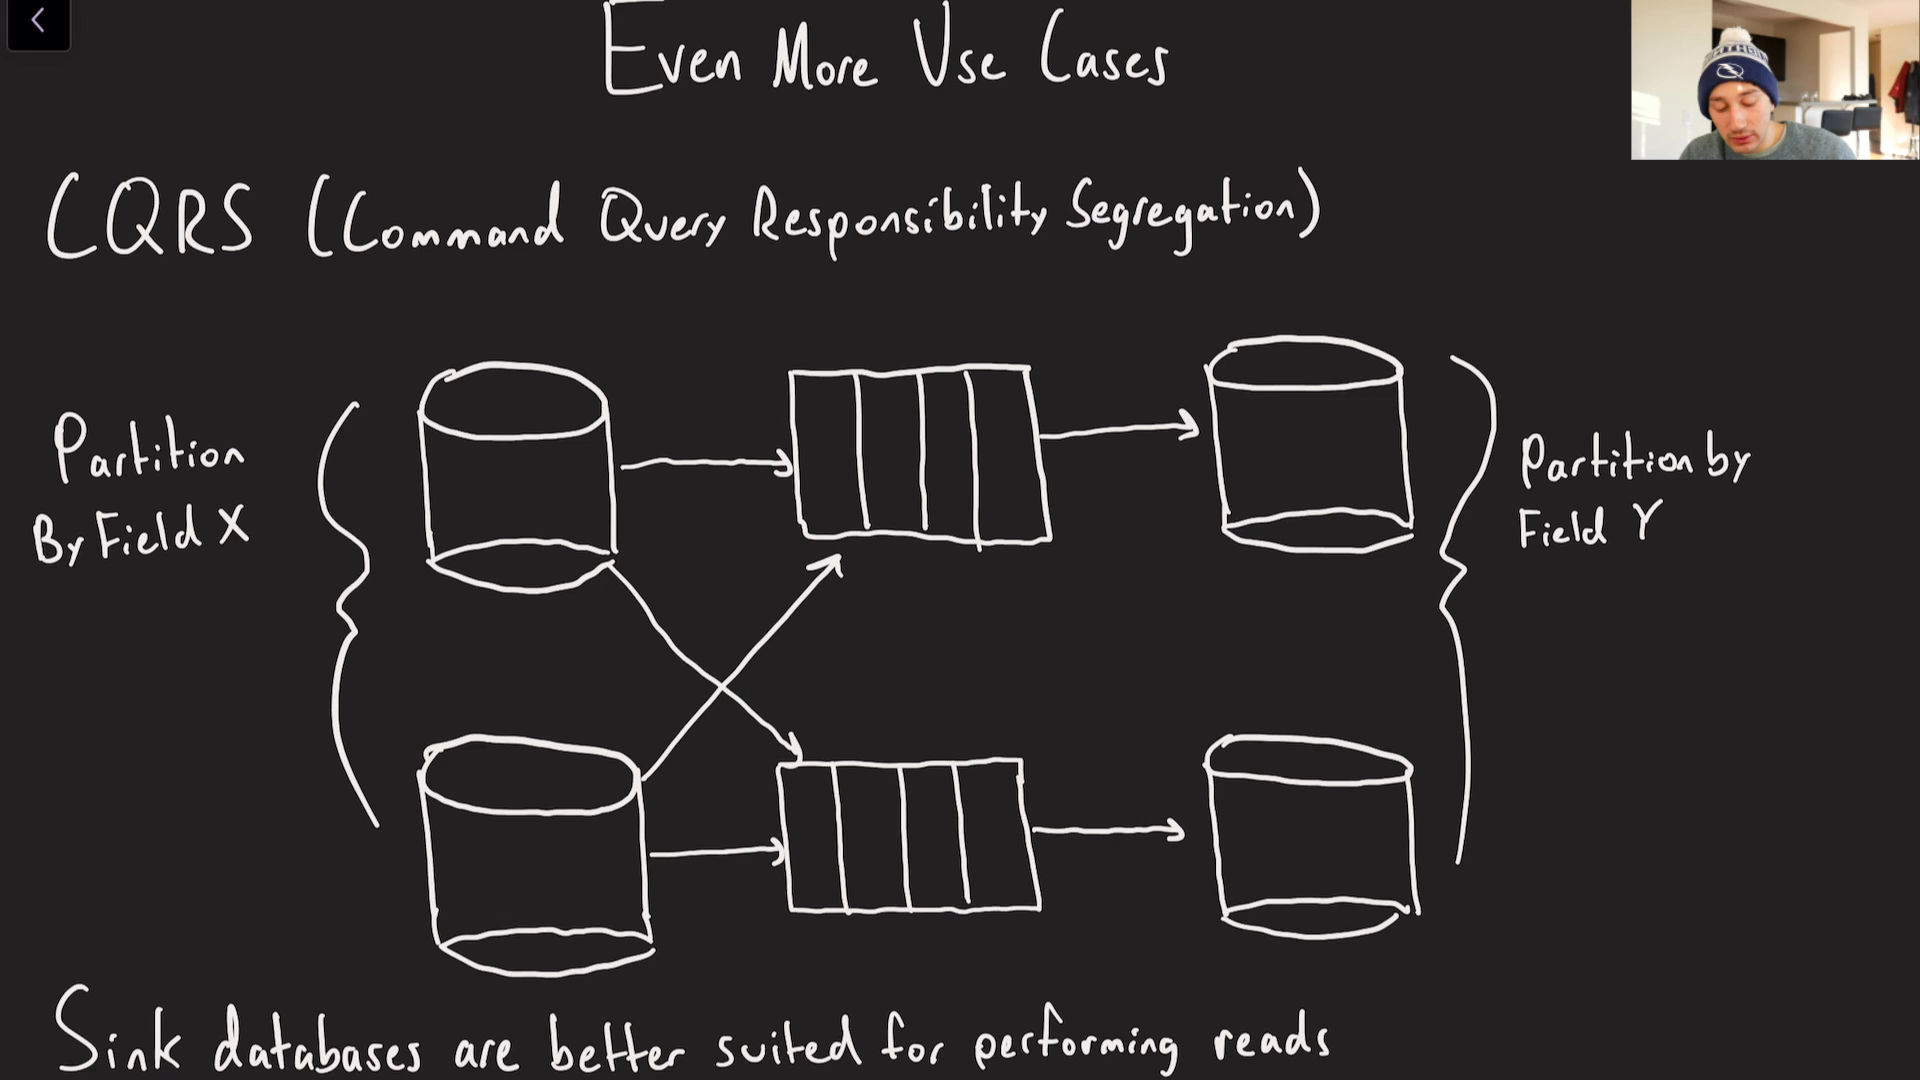 Even More Use Cases
CQRS (Command Query Responsibility Segregation)
Partition
By Field X
Partition by
Field Y
Sink databases are better suited for performing reads